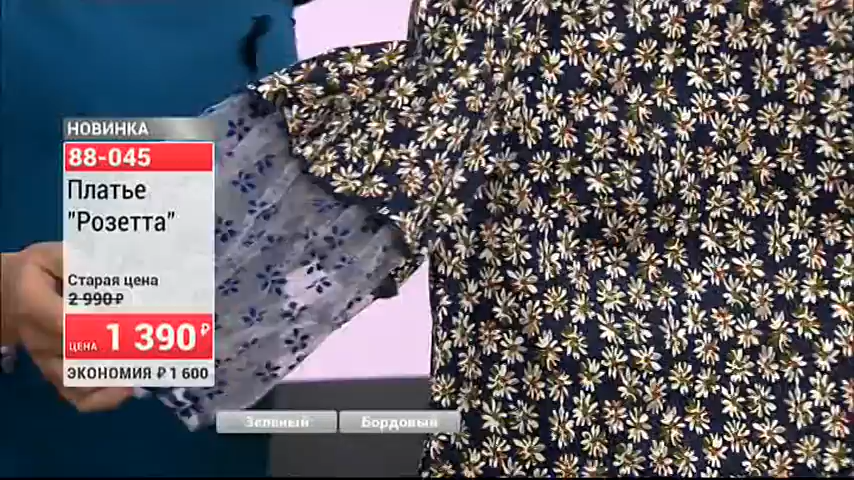 НОВИНКА
88-045
Платье
"Розетта"
Старая цена
2 990 ₽
ЦЕНА 1 390 ₽
ЭКОНОМИЯ ₽ 1 600
Зеленый Бордовый